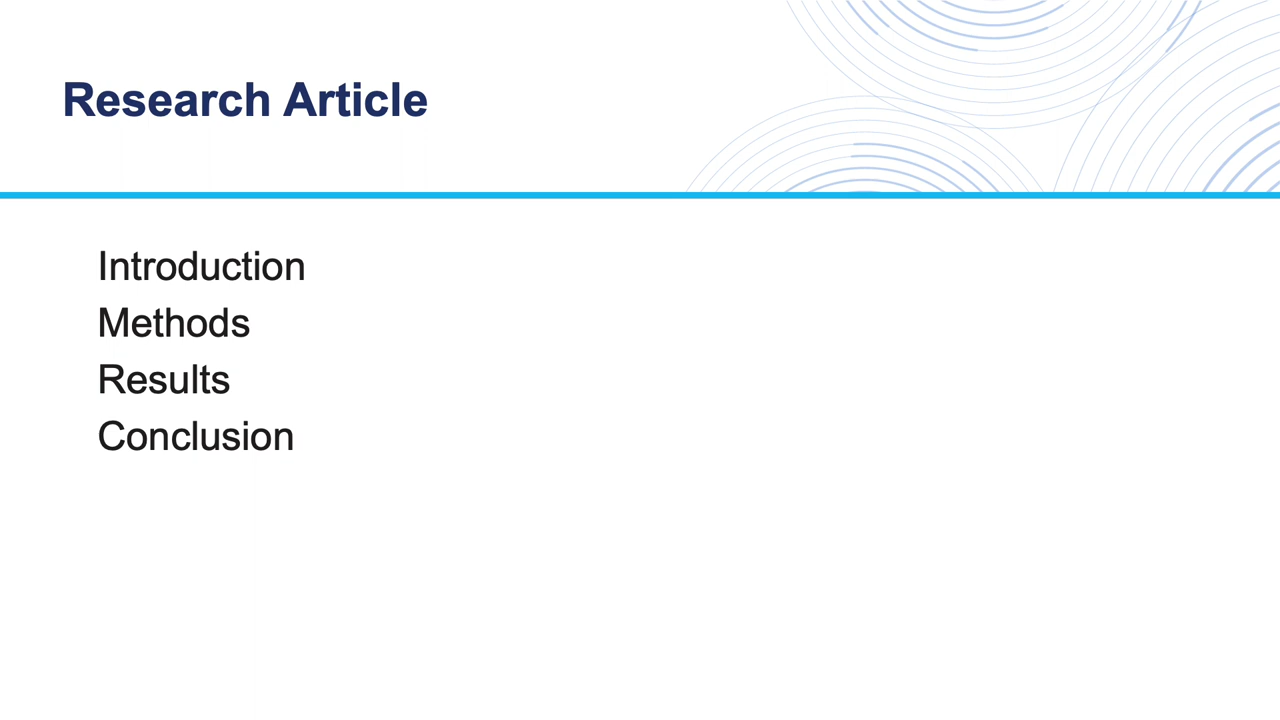 Research Article
Introduction
Methods
Results
Conclusion